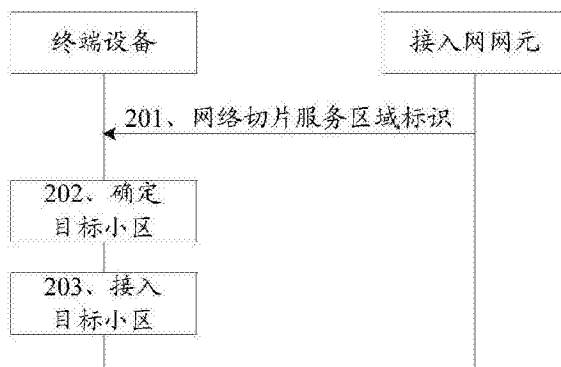 终端设备
接入网网元
201、网络切片服务区域标识
202、确定
目标小区
203、接入
目标小区